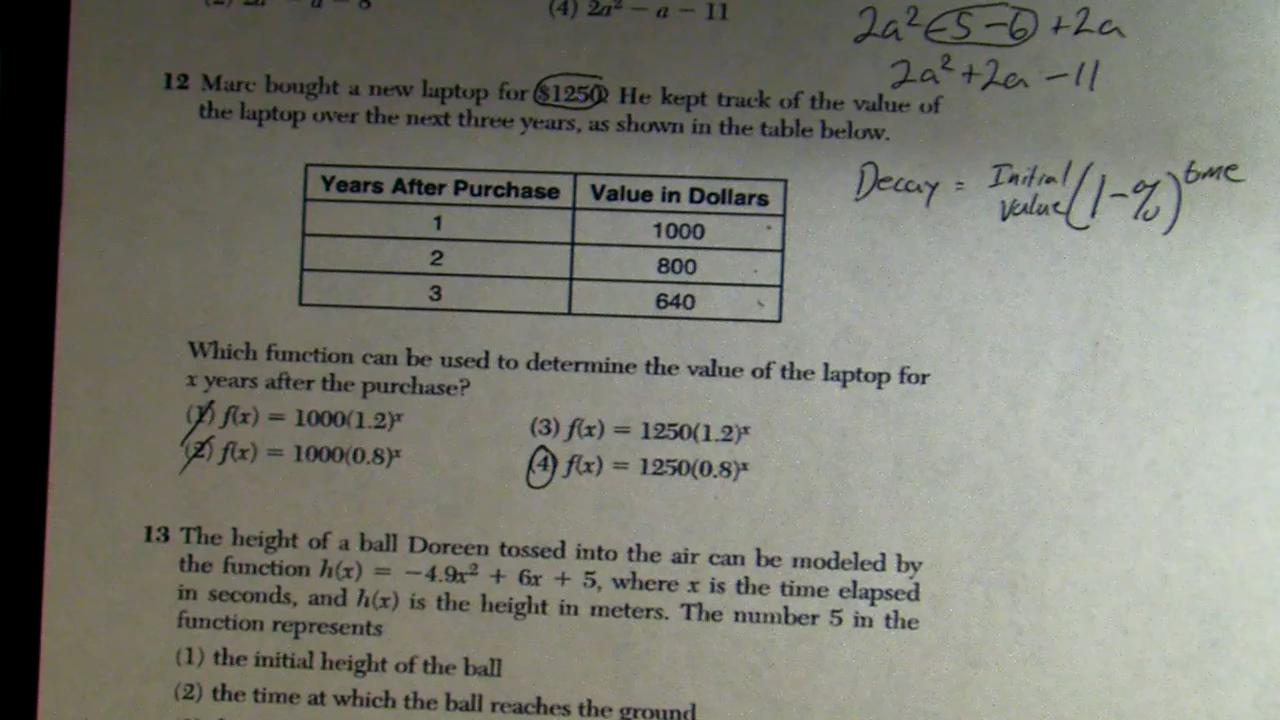 (4) 2a² – a – 11
2a² –5 –6 +2a
2a² +2a –11
12 Marc bought a new laptop for $1250. He kept track of the value of
the laptop over the next three years, as shown in the table below.
Years After Purchase Value in Dollars
1 1000
2 800
3 640
Decay = Initial value (1–%)^time
Which function can be used to determine the value of the laptop for
x years after the purchase?
(1) f(x) = 1000(1.2)ˣ (3) f(x) = 1250(1.2)ˣ
(2) f(x) = 1000(0.8)ˣ (4) f(x) = 1250(0.8)ˣ
13 The height of a ball Doreen tossed into the air can be modeled by
the function h(x) = –4.9x² + 6x + 5, where x is the time elapsed
in seconds, and h(x) is the height in meters. The number 5 in the
function represents
(1) the initial height of the ball
(2) the time at which the ball reaches the ground